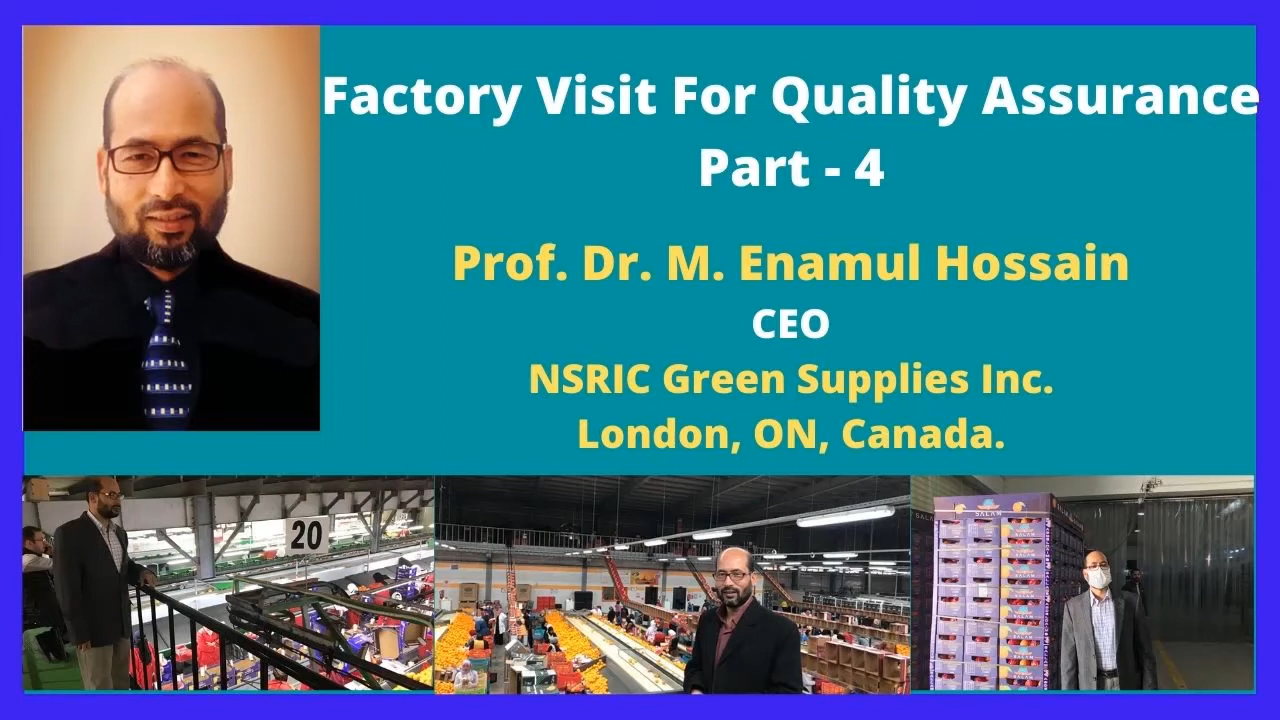 Factory Visit For Quality Assurance
Part - 4
Prof. Dr. M. Enamul Hossain
CEO
NSRIC Green Supplies Inc.
London, ON, Canada.
20
SALAM